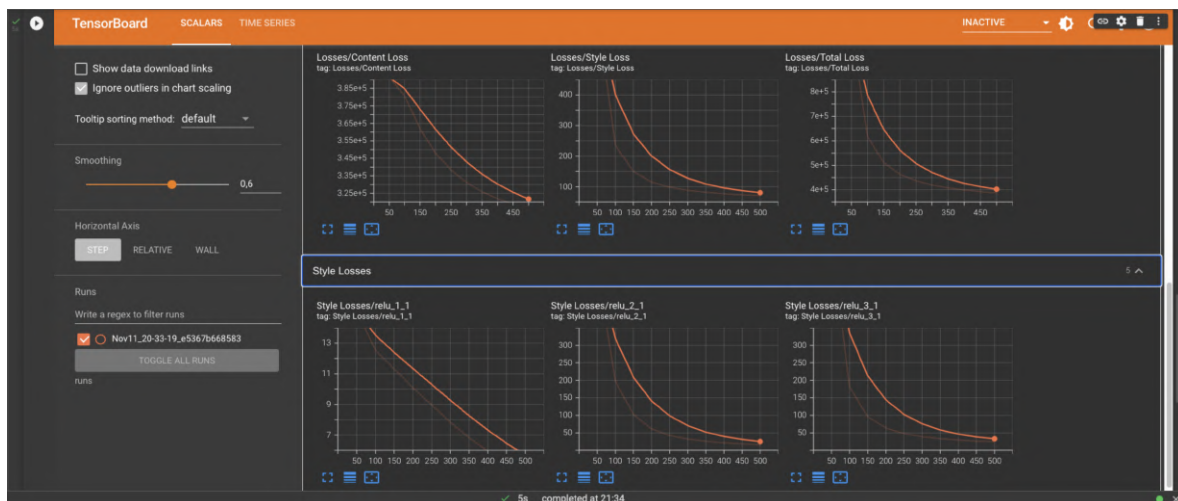 TensorBoard SCALARS TIME SERIES INACTIVE
Show data download links
Ignore outliers in chart scaling
Tooltip sorting method: default
Smoothing
0,6
Horizontal Axis
STEP RELATIVE WALL
Runs
Write a regex to filter runs
Nov11_20-33-19_e5367b668583
TOGGLE ALL RUNS
runs
Losses/Content Loss
tag: Losses/Content Loss
3.85e+5
3.75e+5
3.65e+5
3.55e+5
3.45e+5
3.35e+5
3.25e+5
50 150 250 350 450
Losses/Style Loss
tag: Losses/Style Loss
400
300
200
100
50 100 150 200 250 300 350 400 450 500
Losses/Total Loss
tag: Losses/Total Loss
8e+5
7e+5
6e+5
5e+5
4e+5
50 150 250 350 450
Style Losses 5
Style Losses/relu_1_1
tag: Style Losses/relu_1_1
13
11
9
7
50 100 150 200 250 300 350 400 450 500
Style Losses/relu_2_1
tag: Style Losses/relu_2_1
300
250
200
150
100
50
50 100 150 200 250 300 350 400 450 500
Style Losses/relu_3_1
tag: Style Losses/relu_3_1
300
250
200
150
100
50
50 100 150 200 250 300 350 400 450 500
5s completed at 21:34